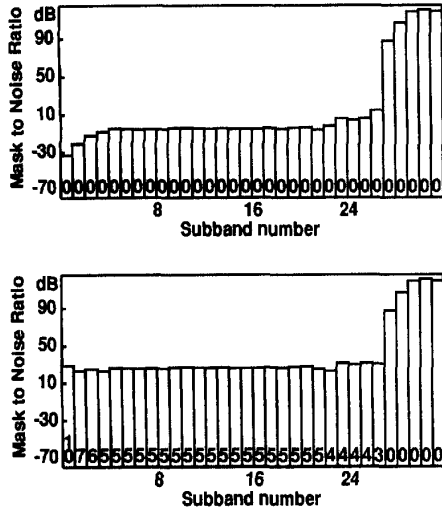 Mask to Noise Ratio
dB
90
50
10
-30
-70
00000000000000000000000000000000
8 16 24
Subband number
Mask to Noise Ratio
dB
90
50
10
-30
-70
1
07655555555555555555554444300000
8 16 24
Subband number